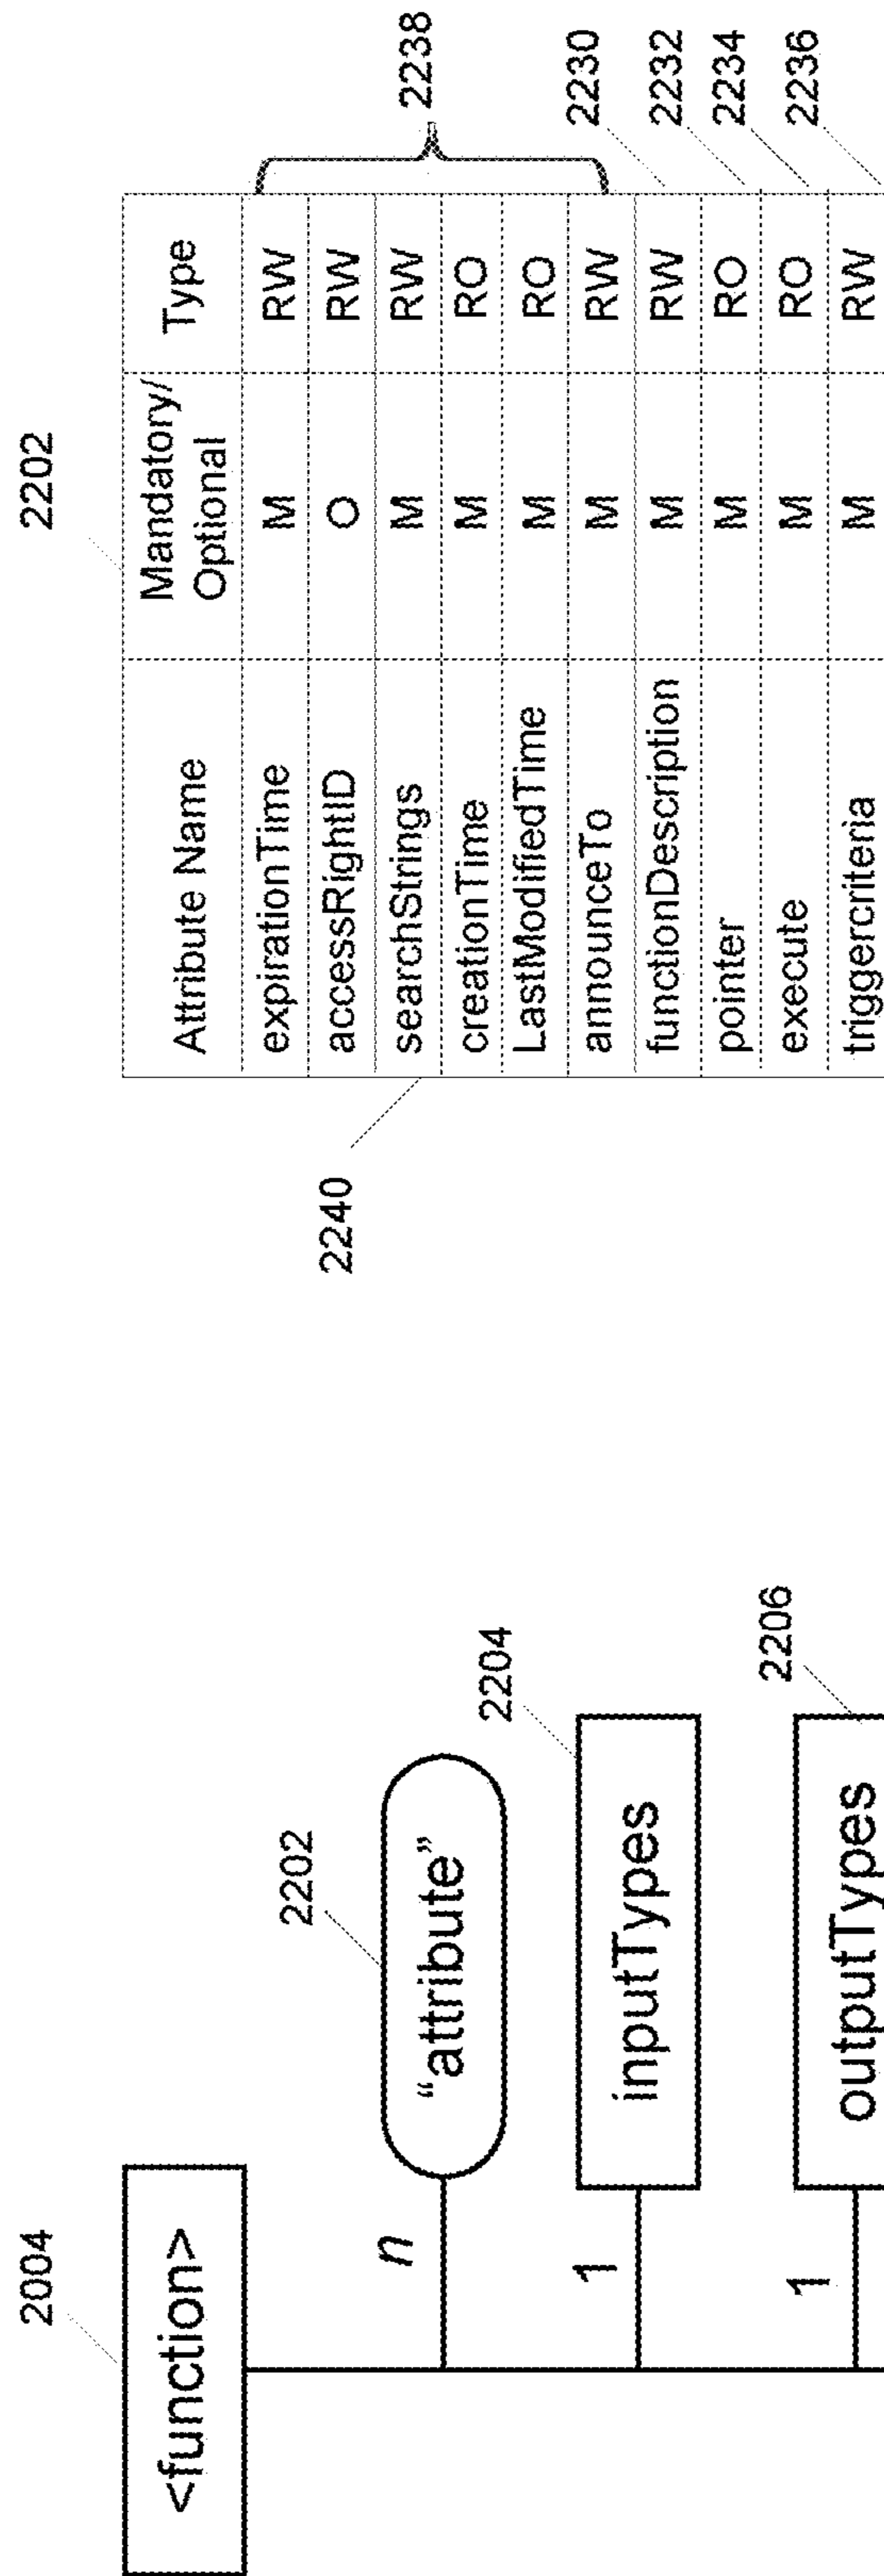 2004
<function>
n
2202
“attribute”
1
2204
inputTypes
1
2206
outputTypes
2202
2240
Attribute Name Mandatory/ Type
Optional
expirationTime M RW
accessRightID O RW
searchStrings M RW
creationTime M RO
LastModifiedTime M RO
announceTo M RW
functionDescription M RW
pointer M RO
execute M RO
triggercriteria M RW
2238
2230
2232
2234
2236